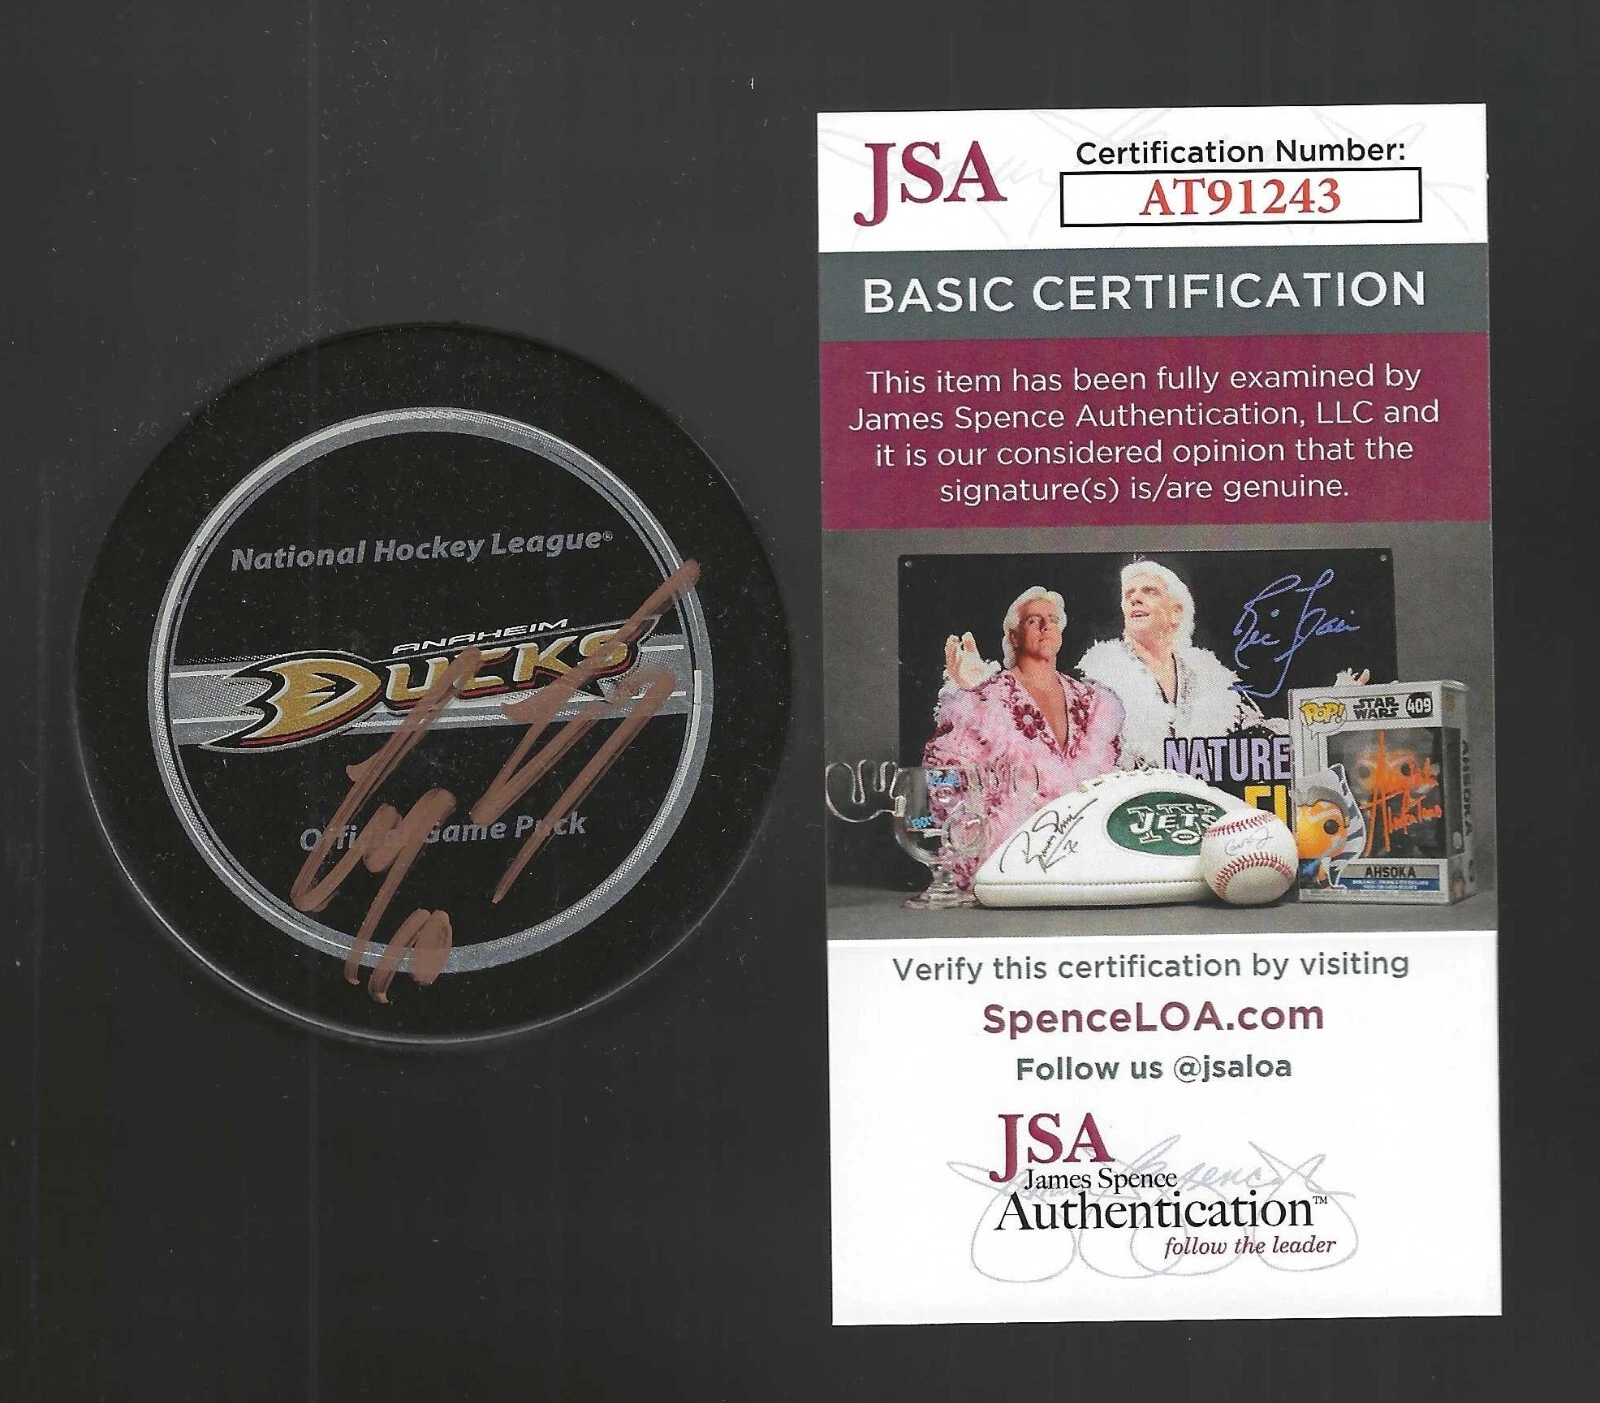 National Hockey League®
ANAHEIM
DUCKS
Official Game Puck
JSA
Certification Number:
AT91243
BASIC CERTIFICATION
This item has been fully examined by
James Spence Authentication, LLC and
it is our considered opinion that the
signature(s) is/are genuine.
NATURE
POP!
STAR
WARS
409
JETS
AHSOKA
AHSOKA
Verify this certification by visiting
SpenceLOA.com
Follow us @jsaloa
JSA
James Spence
Authentication™
follow the leader